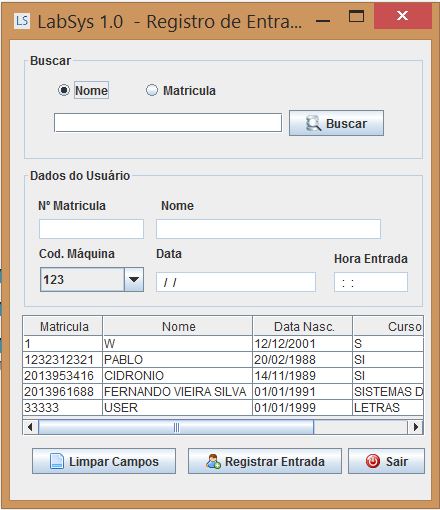 LS LabSys 1.0 - Registro de Entra...
Buscar
Nome Matricula
Buscar
Dados do Usuário
Nº Matricula Nome
Cod. Máquina Data Hora Entrada
123 / / : :
Matricula Nome Data Nasc. Curso
1 W 12/12/2001 S
1232312321 PABLO 20/02/1988 SI
2013953416 CIDRONIO 14/11/1989 SI
2013961688 FERNANDO VIEIRA SILVA 01/01/1991 SISTEMAS D
33333 USER 01/01/1999 LETRAS
Limpar Campos Registrar Entrada Sair